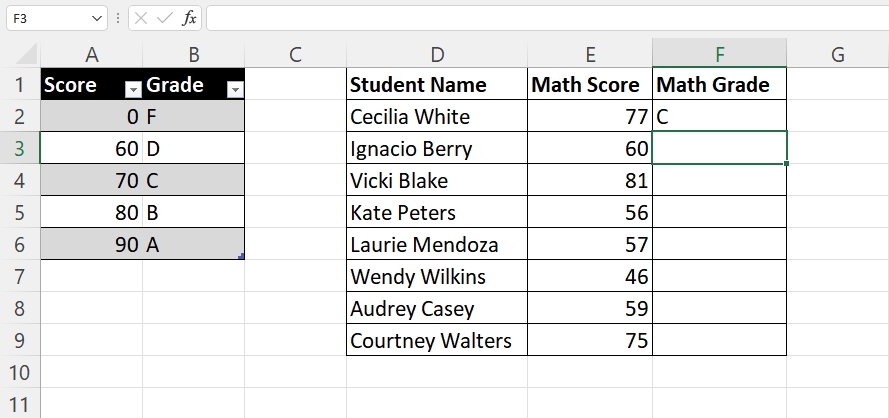 F3 fx
A B C D E F G
1 Score Grade Student Name Math Score Math Grade
2 0 F Cecilia White 77 C
3 60 D Ignacio Berry 60
4 70 C Vicki Blake 81
5 80 B Kate Peters 56
6 90 A Laurie Mendoza 57
7 Wendy Wilkins 46
8 Audrey Casey 59
9 Courtney Walters 75
10
11